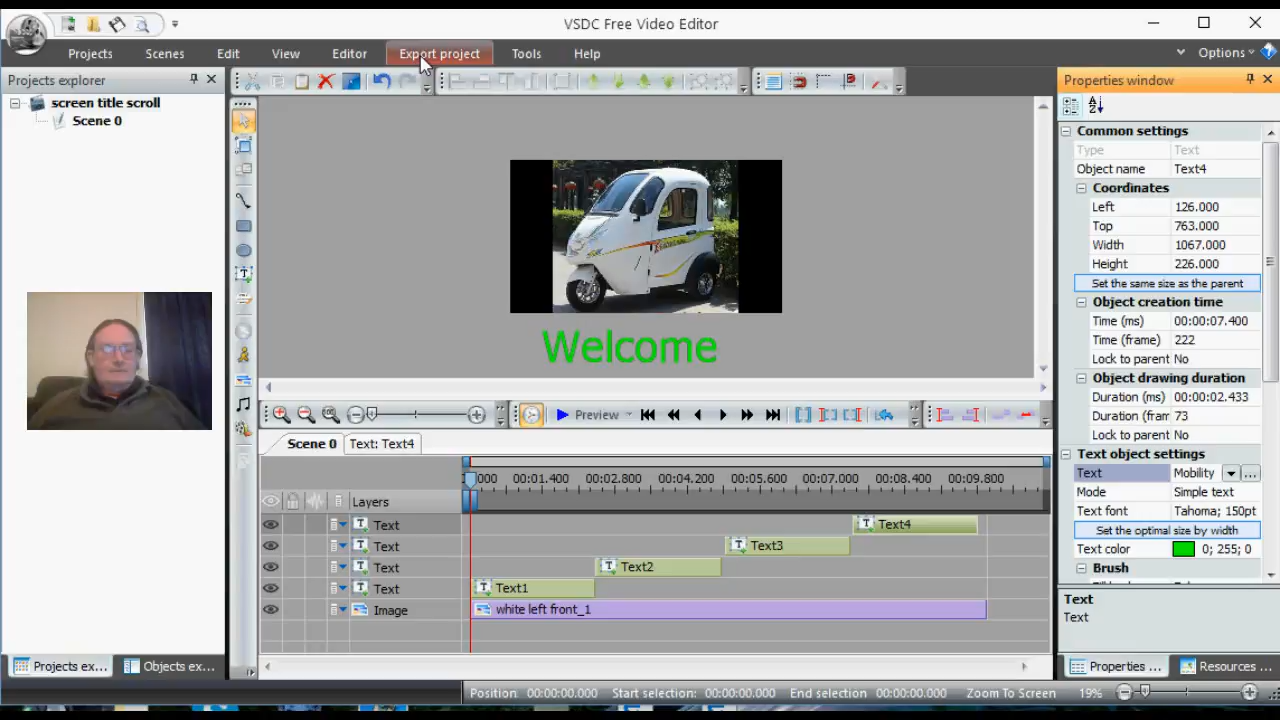 VSDC Free Video Editor
Projects Scenes Edit View Editor Export project Tools Help Options
Projects explorer
screen title scroll
Scene 0
Projects ex... Objects ex...
Welcome
Preview
Scene 0 Text: Text4
000 00:01.400 00:02.800 00:04.200 00:05.600 00:07.000 00:08.400 00:09.800
Layers
Text Text4
Text Text3
Text Text2
Text Text1
Image white left front_1
Properties window
Common settings
Type Text
Object name Text4
Coordinates
Left 126.000
Top 763.000
Width 1067.000
Height 226.000
Set the same size as the parent
Object creation time
Time (ms) 00:00:07.400
Time (frame) 222
Lock to parent No
Object drawing duration
Duration (ms) 00:00:02.433
Duration (fram 73
Lock to parent No
Text object settings
Text Mobility
Mode Simple text
Text font Tahoma; 150pt
Set the optimal size by width
Text color 0; 255; 0
Brush
Text
Text
Properties ... Resources ...
Position: 00:00:00.000 Start selection: 00:00:00.000 End selection 00:00:00.000 Zoom To Screen 19%